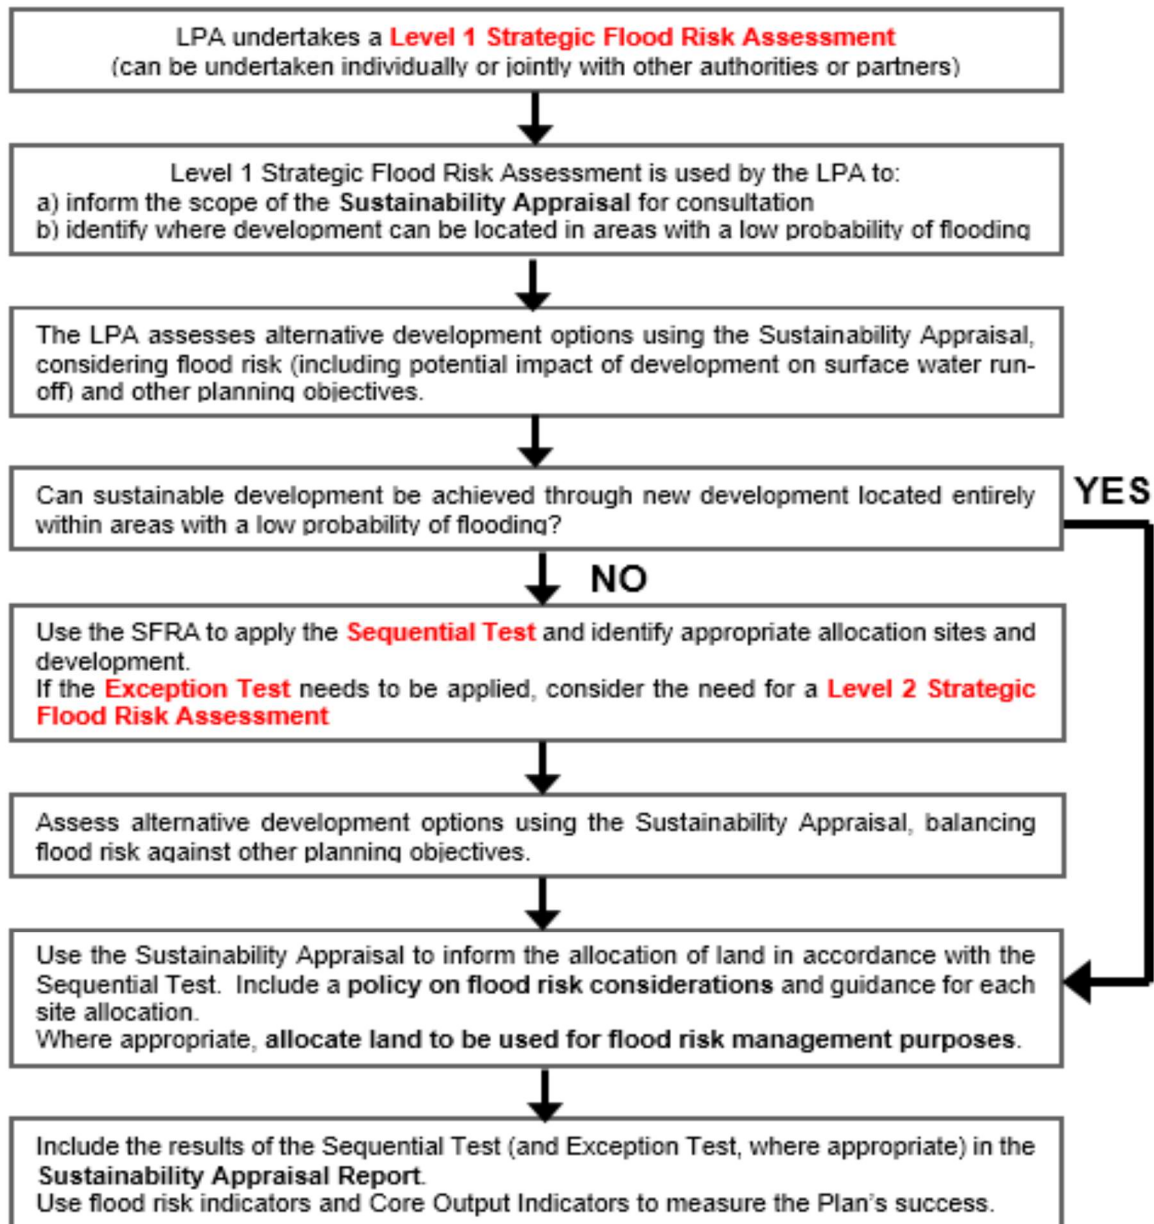 LPA undertakes a Level 1 Strategic Flood Risk Assessment
(can be undertaken individually or jointly with other authorities or partners)
Level 1 Strategic Flood Risk Assessment is used by the LPA to:
a) inform the scope of the Sustainability Appraisal for consultation
b) identify where development can be located in areas with a low probability of flooding
The LPA assesses alternative development options using the Sustainability Appraisal,
considering flood risk (including potential impact of development on surface water run-
off) and other planning objectives.
Can sustainable development be achieved through new development located entirely
within areas with a low probability of flooding?
YES
NO
Use the SFRA to apply the Sequential Test and identify appropriate allocation sites and
development.
If the Exception Test needs to be applied, consider the need for a Level 2 Strategic
Flood Risk Assessment
Assess alternative development options using the Sustainability Appraisal, balancing
flood risk against other planning objectives.
Use the Sustainability Appraisal to inform the allocation of land in accordance with the
Sequential Test. Include a policy on flood risk considerations and guidance for each
site allocation.
Where appropriate, allocate land to be used for flood risk management purposes.
Include the results of the Sequential Test (and Exception Test, where appropriate) in the
Sustainability Appraisal Report.
Use flood risk indicators and Core Output Indicators to measure the Plan's success.